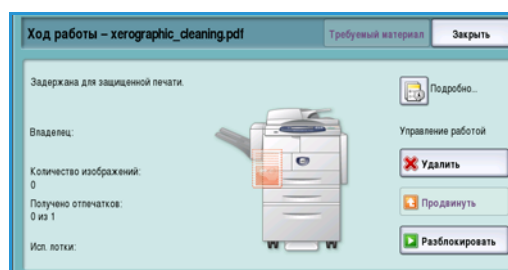 Ход работы – xerographic_cleaning.pdf
Требуемый материал
Закрыть
Задержана для защищенной печати.
Подробно...
Владелец:
Управление работой
Количество изображений:
0
Удалить
Получено отпечатков:
0 из 1
Продвинуть
Исп. лотки:
Разблокировать